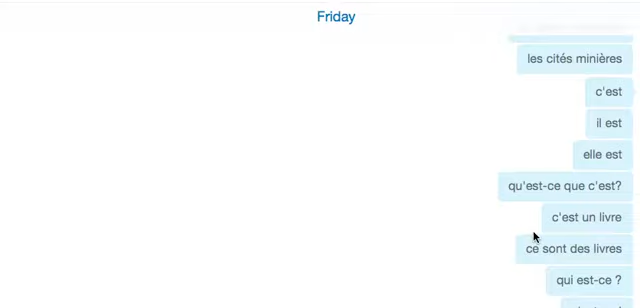 Friday
les cités minières
c'est
il est
elle est
qu'est-ce que c'est?
c'est un livre
ce sont des livres
qui est-ce ?